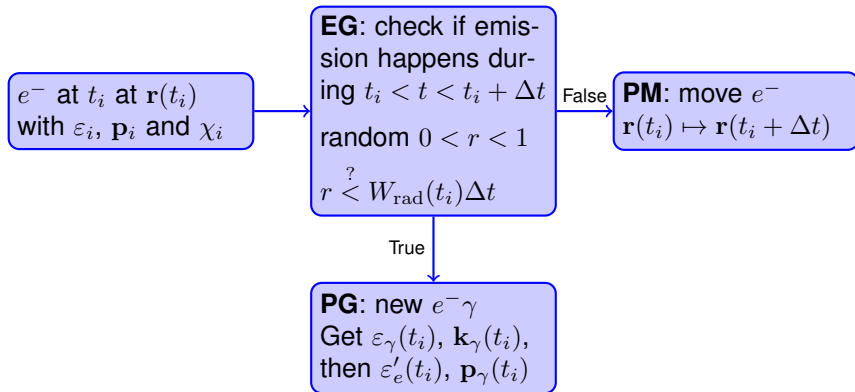 e⁻ at tᵢ at 𝐫(tᵢ)
with εᵢ, 𝐩ᵢ and χᵢ
EG: check if emis-
sion happens dur-
ing tᵢ < t < tᵢ + Δt
random 0 < r < 1
?
r < W_rad(tᵢ)Δt
False
PM: move e⁻
𝐫(tᵢ) ↦ 𝐫(tᵢ + Δt)
True
PG: new e⁻γ
Get ε_γ(tᵢ), 𝐤_γ(tᵢ),
then ε′_e(tᵢ), 𝐩_γ(tᵢ)